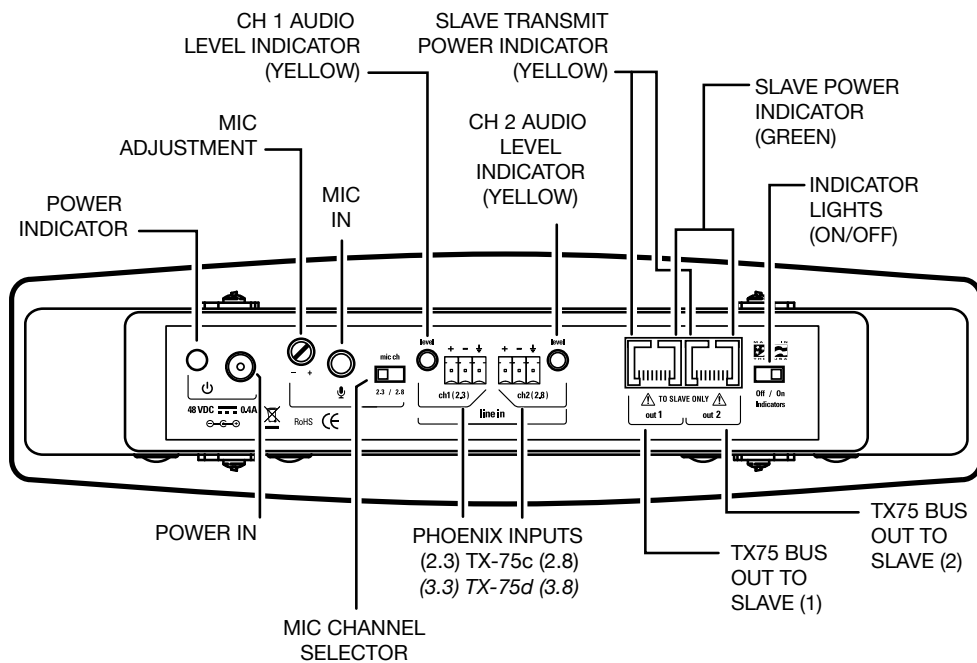 CH 1 AUDIO
LEVEL INDICATOR
(YELLOW)
SLAVE TRANSMIT
POWER INDICATOR
(YELLOW)
SLAVE POWER
INDICATOR
(GREEN)
MIC
ADJUSTMENT
CH 2 AUDIO
LEVEL
INDICATOR
(YELLOW)
MIC
IN
INDICATOR
LIGHTS
(ON/OFF)
POWER
INDICATOR
level
+ - 
+ - 
level
mic ch
- +
2.3 / 2.8
ch1 (2,3)
ch2 (2,8)
line in
TO SLAVE ONLY
out 1
out 2
Off / On
Indicators
48 VDC 0.4A
RoHS CE
POWER IN
PHOENIX INPUTS
(2.3) TX-75c (2.8)
(3.3) TX-75d (3.8)
MIC CHANNEL
SELECTOR
TX75 BUS
OUT TO
SLAVE (1)
TX75 BUS
OUT TO
SLAVE (2)